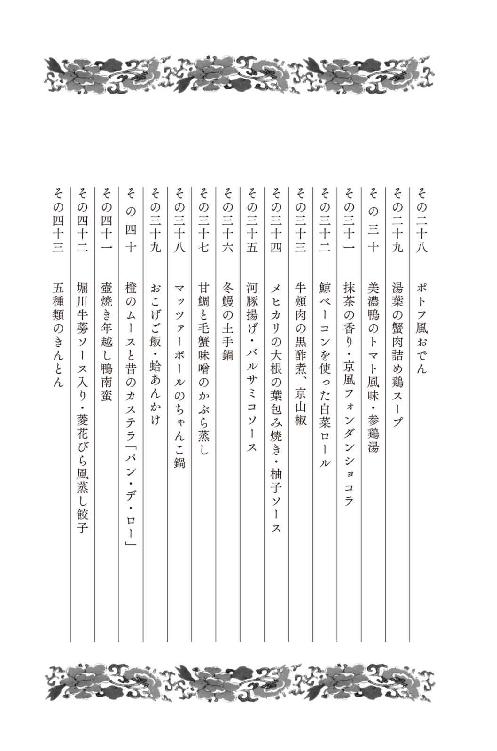 その二十八 ポトフ風おでん
その二十九 湯葉の蟹肉詰め鶏スープ
その三十 美濃鴨のトマト風味・参鶏湯
その三十一 抹茶の香り・京風フォンダンショコラ
その三十二 鯨ベーコンを使った白菜ロール
その三十三 牛頬肉の黒酢煮、京山椒
その三十四 メヒカリの大根の葉包み焼き・柚子ソース
その三十五 河豚揚げ・バルサミコソース
その三十六 冬鰻の土手鍋
その三十七 甘鯛と毛蟹味噌のかぶら蒸し
その三十八 マッツァーボールのちゃんこ鍋
その三十九 おこげご飯・蛤あんかけ
その四十 橙のムースと昔のカステラ「パン・デ・ロー」
その四十一 壺焼き年越し鴨南蛮
その四十二 堀川牛蒡ソース入り・菱花びら風蒸し餃子
その四十三 五種類のきんとん